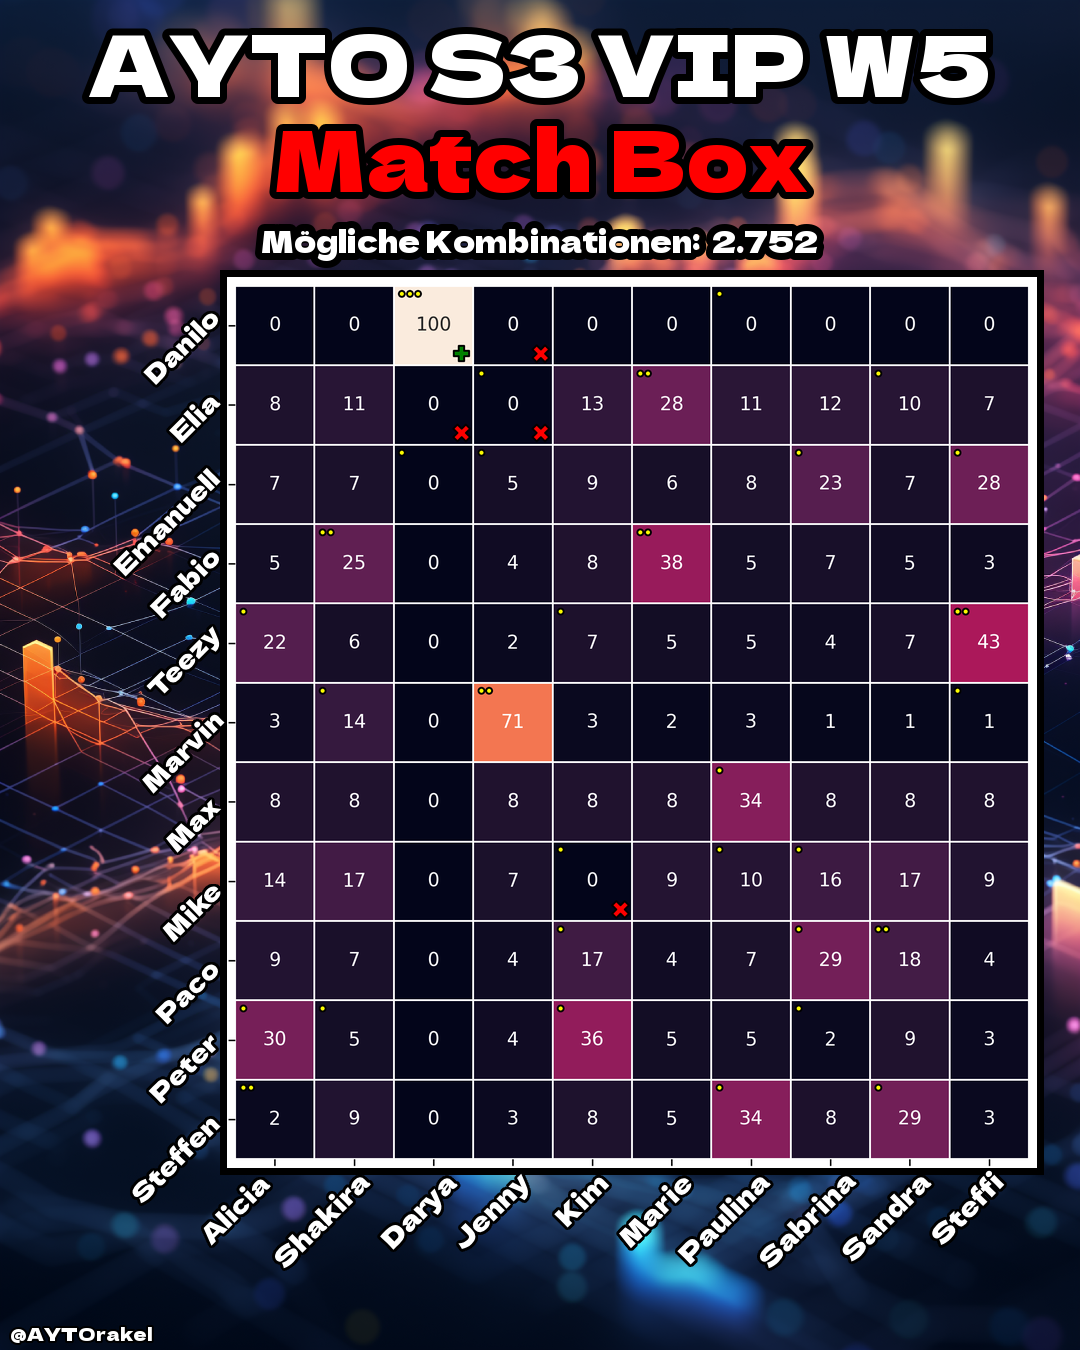 AYTO S3 VIP W5
Match Box
Mögliche Kombinationen: 2.752
Danilo 0 0 100 0 0 0 0 0 0 0
Elia 8 11 0 0 13 28 11 12 10 7
Emanuell 7 7 0 5 9 6 8 23 7 28
Fabio 5 25 0 4 8 38 5 7 5 3
Teezy 22 6 0 2 7 5 5 4 7 43
Marvin 3 14 0 71 3 2 3 1 1 1
Max 8 8 0 8 8 8 34 8 8 8
Mike 14 17 0 7 0 9 10 16 17 9
Paco 9 7 0 4 17 4 7 29 18 4
Peter 30 5 0 4 36 5 5 2 9 3
Steffen 2 9 0 3 8 5 34 8 29 3
Alicia Shakira Darya Jenny Kim Marie Paulina Sabrina Sandra Steffi
@AYTOrakel